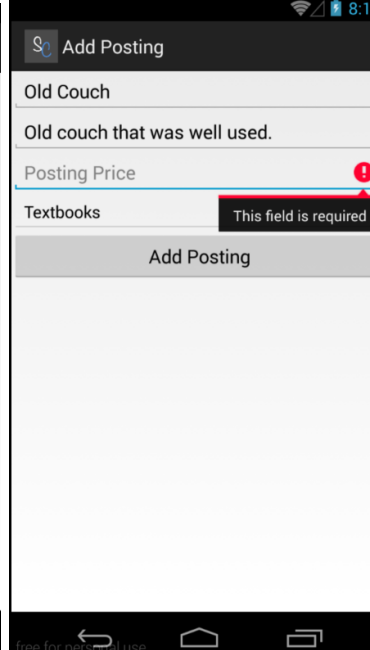 8:1
SC Add Posting
Old Couch
Old couch that was well used.
Posting Price
!
Textbooks
This field is required
Add Posting
free for personal use